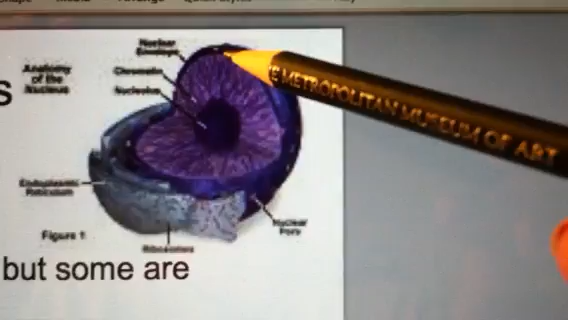 Nuclear
Envelope
Anatomy
of the
Nucleus
Chromatin
Nucleolus
s
E METROPOLITAN MUSEUM OF ART
Endoplasmic
Reticulum
Nuclear
Pore
Figure 1
Ribosomes
but some are